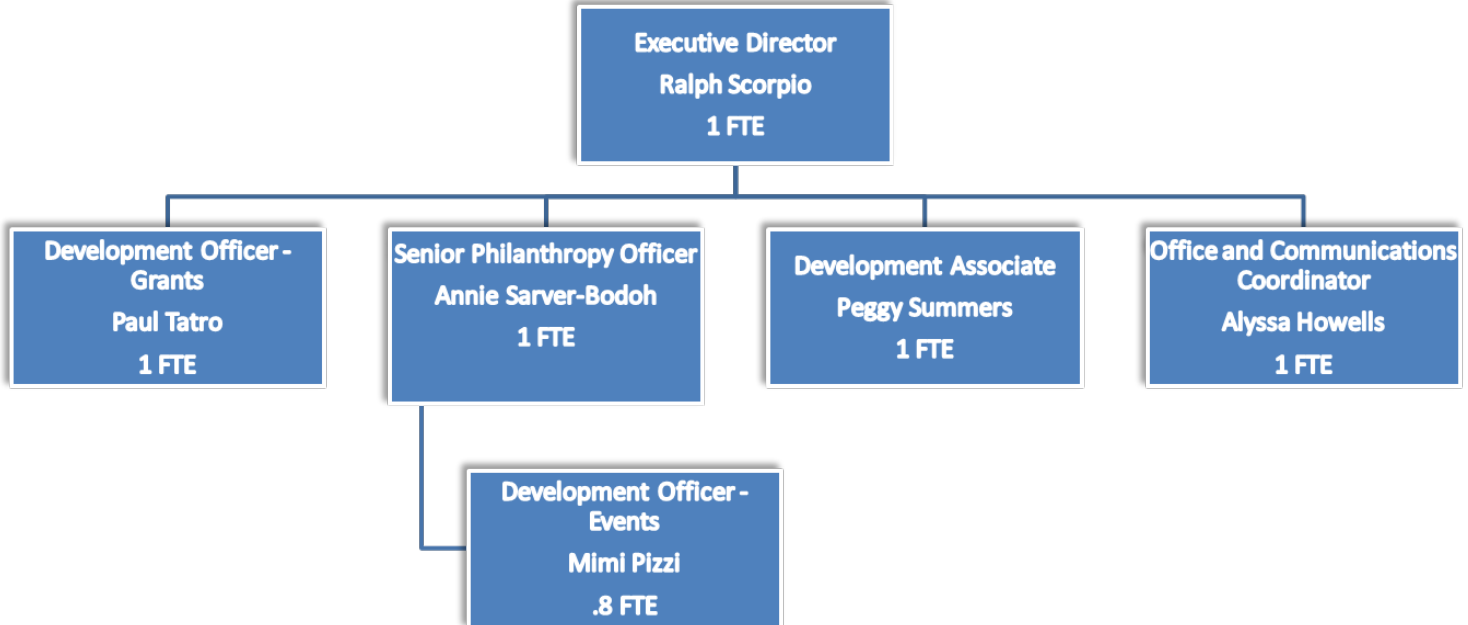 Executive Director
Ralph Scorpio
1 FTE
Development Officer -
Grants
Paul Tatro
1 FTE
Senior Philanthropy Officer
Annie Sarver-Bodoh
1 FTE
Development Associate
Peggy Summers
1 FTE
Office and Communications
Coordinator
Alyssa Howells
1 FTE
Development Officer -
Events
Mimi Pizzi
.8 FTE